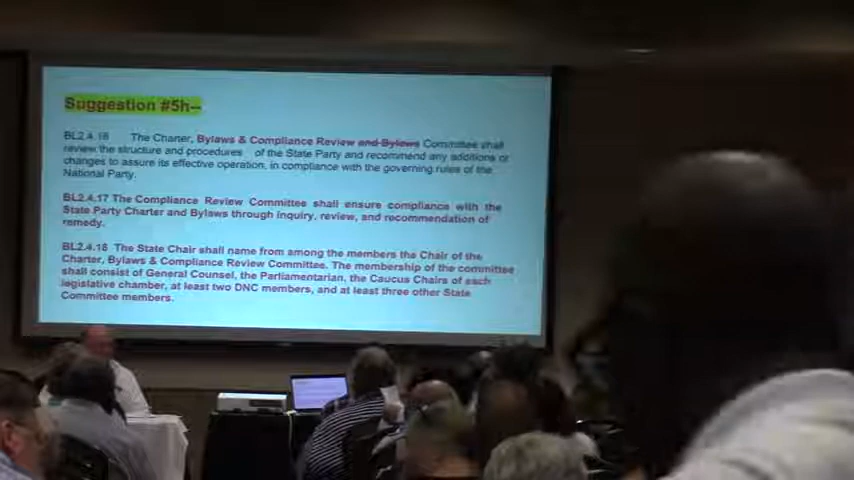 Suggestion #5h--
BL2.4.16 The Charter, Bylaws & Compliance Review and Bylaws Committee shall
review the structure and procedures of the State Party and recommend any additions or
changes to assure its effective operation, in compliance with the governing rules of the
National Party.
BL2.4.17 The Compliance Review Committee shall ensure compliance with the
State Party Charter and Bylaws through inquiry, review, and recommendation of
remedy.
BL2.4.18 The State Chair shall name from among the members the Chair of the
Charter, Bylaws & Compliance Review Committee. The membership of the committee
shall consist of General Counsel, the Parliamentarian, the Caucus Chairs of each
legislative chamber, at least two DNC members, and at least three other State
Committee members.